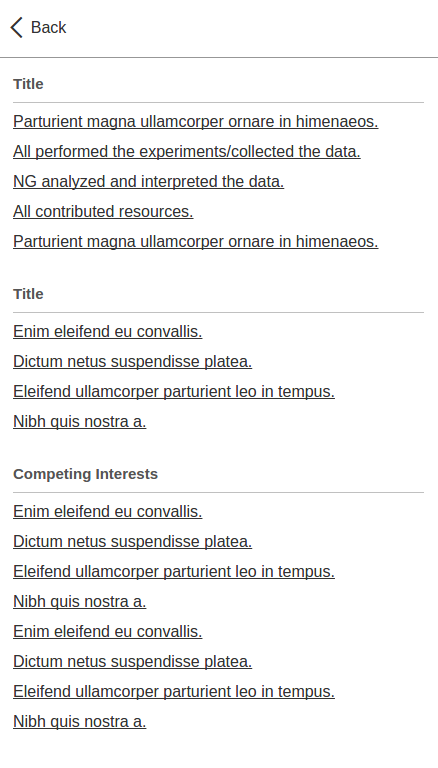 Back
Title
Parturient magna ullamcorper ornare in himenaeos.
All performed the experiments/collected the data.
NG analyzed and interpreted the data.
All contributed resources.
Parturient magna ullamcorper ornare in himenaeos.
Title
Enim eleifend eu convallis.
Dictum netus suspendisse platea.
Eleifend ullamcorper parturient leo in tempus.
Nibh quis nostra a.
Competing Interests
Enim eleifend eu convallis.
Dictum netus suspendisse platea.
Eleifend ullamcorper parturient leo in tempus.
Nibh quis nostra a.
Enim eleifend eu convallis.
Dictum netus suspendisse platea.
Eleifend ullamcorper parturient leo in tempus.
Nibh quis nostra a.